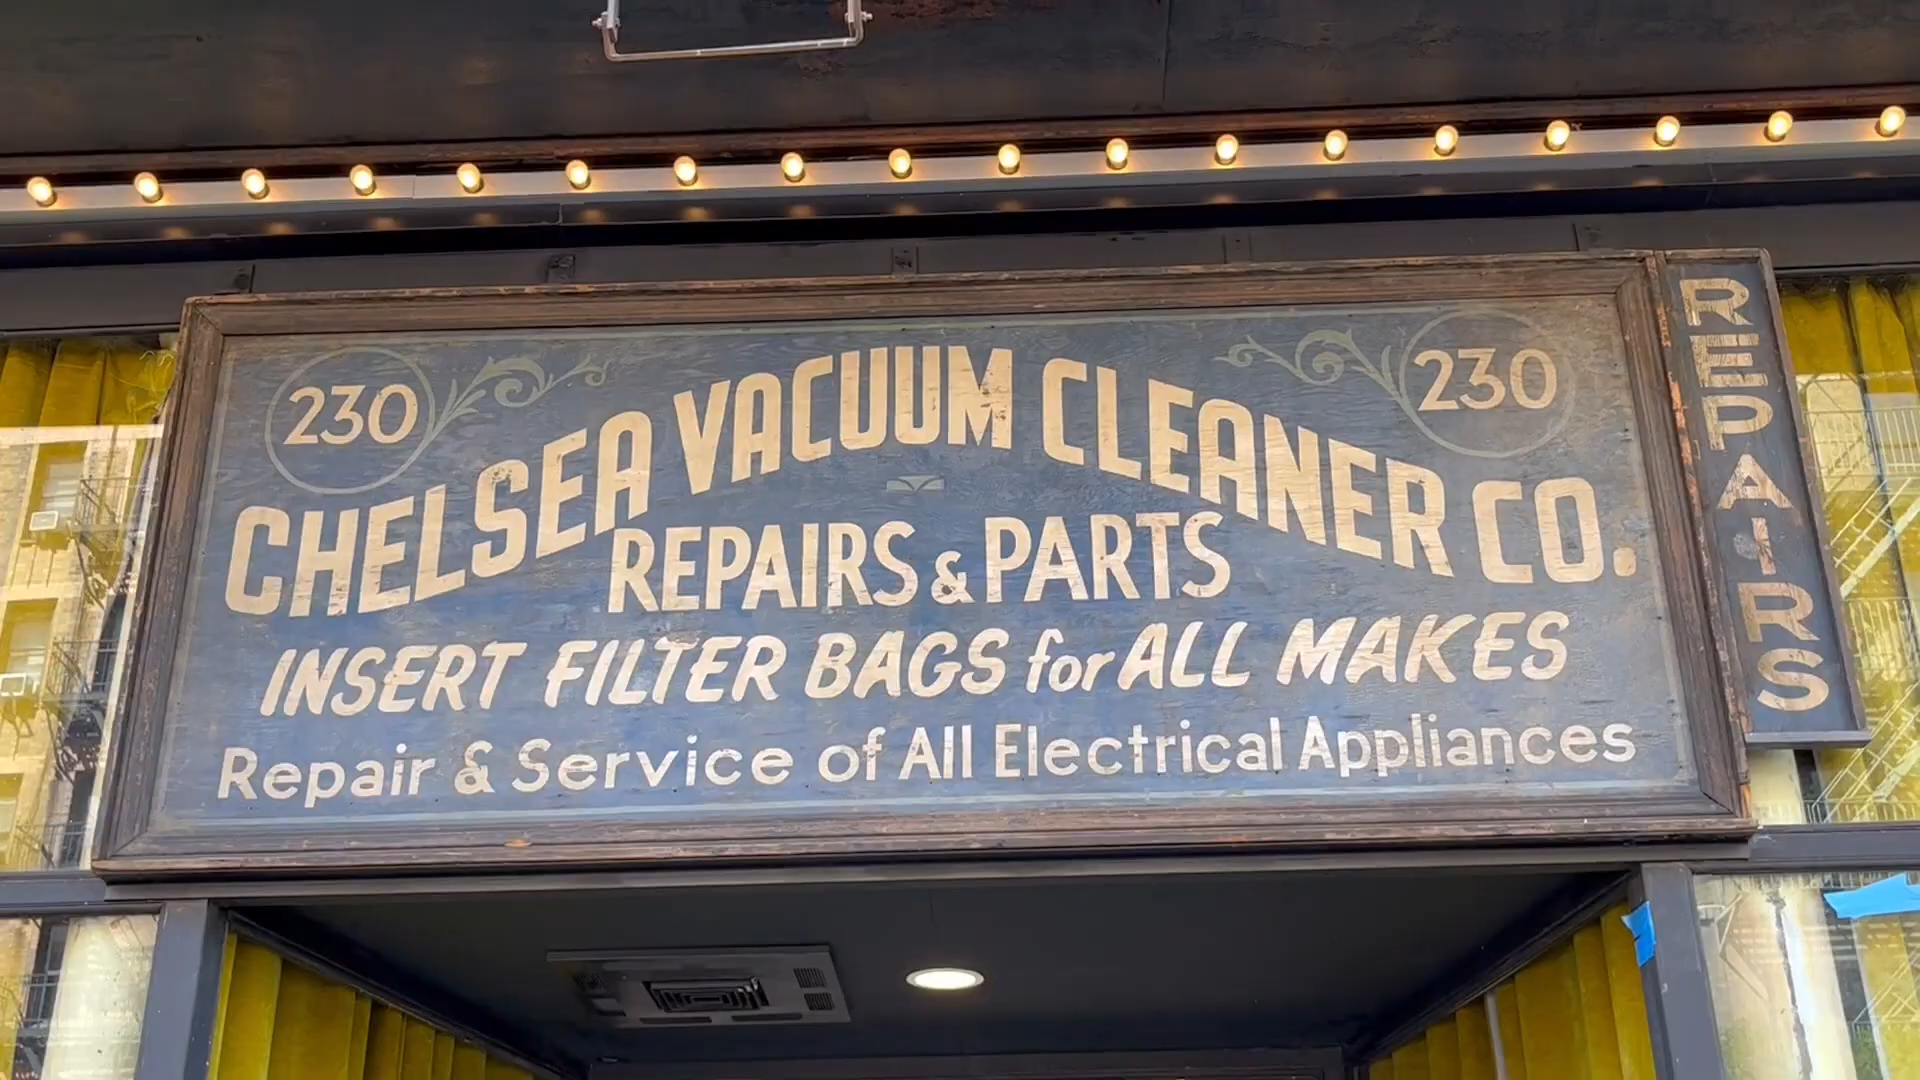 230 230
CHELSEA VACUUM CLEANER CO.
REPAIRS & PARTS
INSERT FILTER BAGS for ALL MAKES
Repair & Service of All Electrical Appliances
REPAIRS